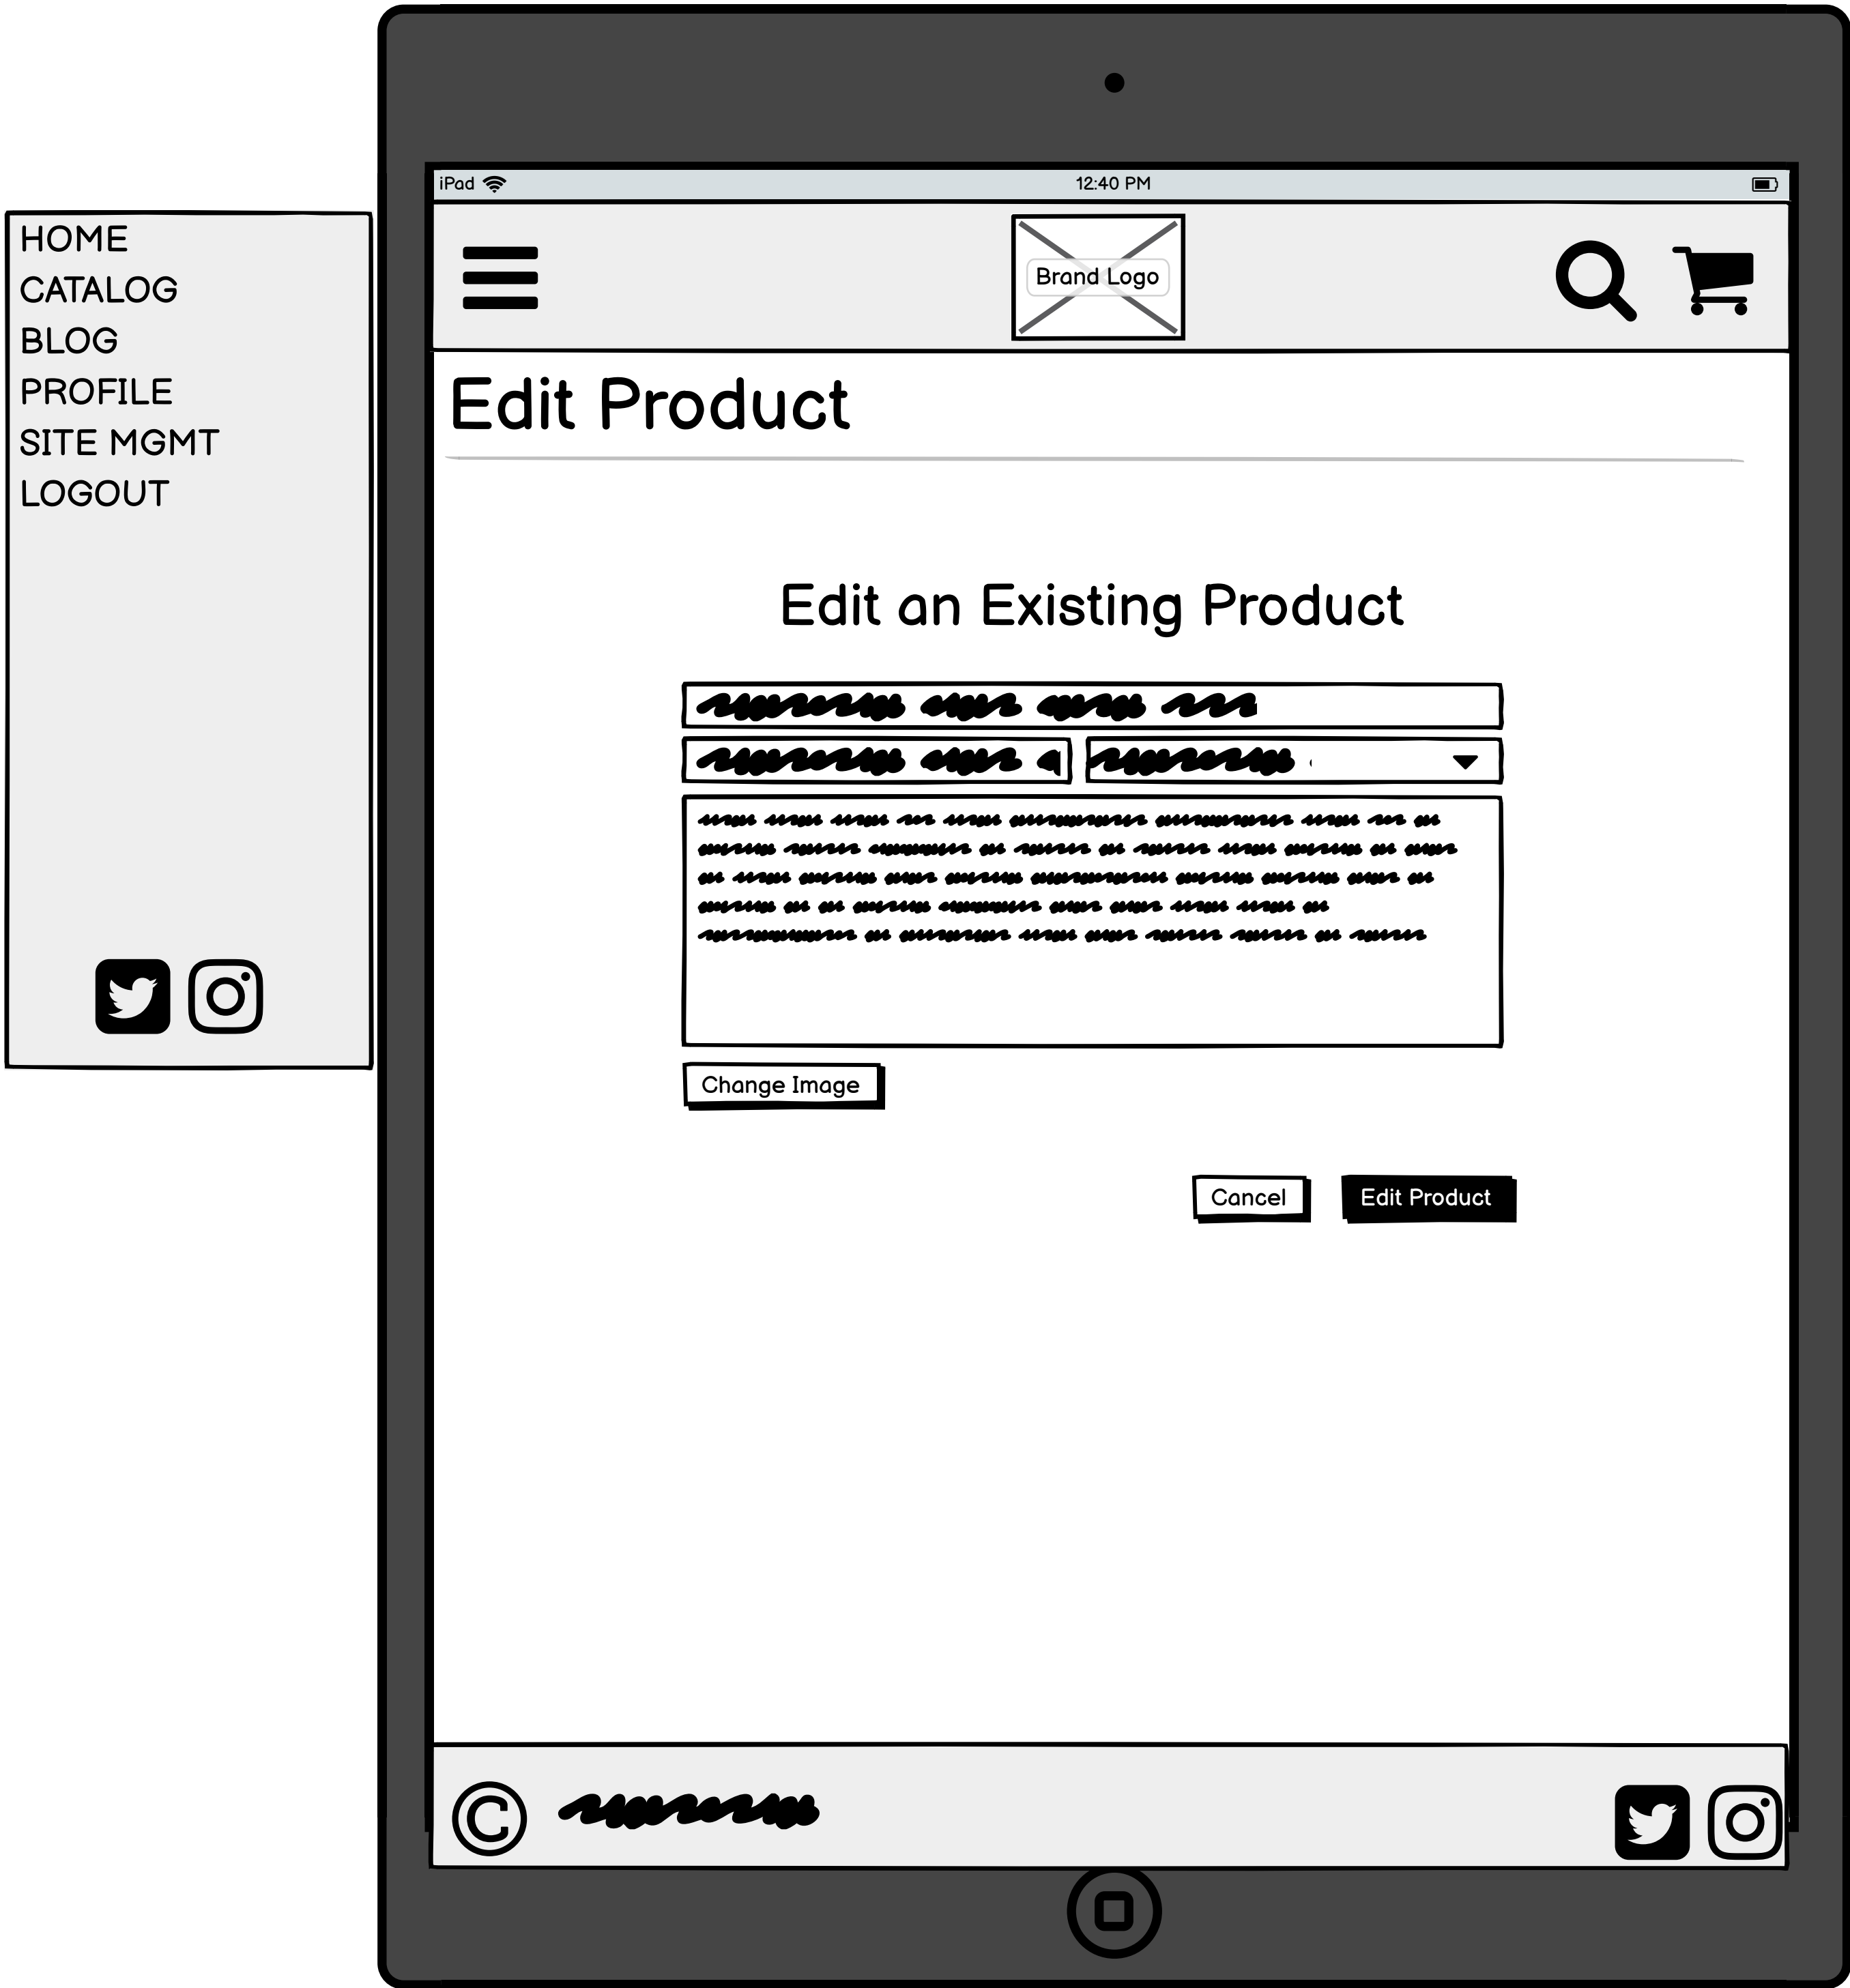 iPad
12:40 PM
HOME
CATALOG
BLOG
PROFILE
SITE MGMT
LOGOUT
Brand Logo
Edit Product
Edit an Existing Product
Change Image
Cancel
Edit Product
©